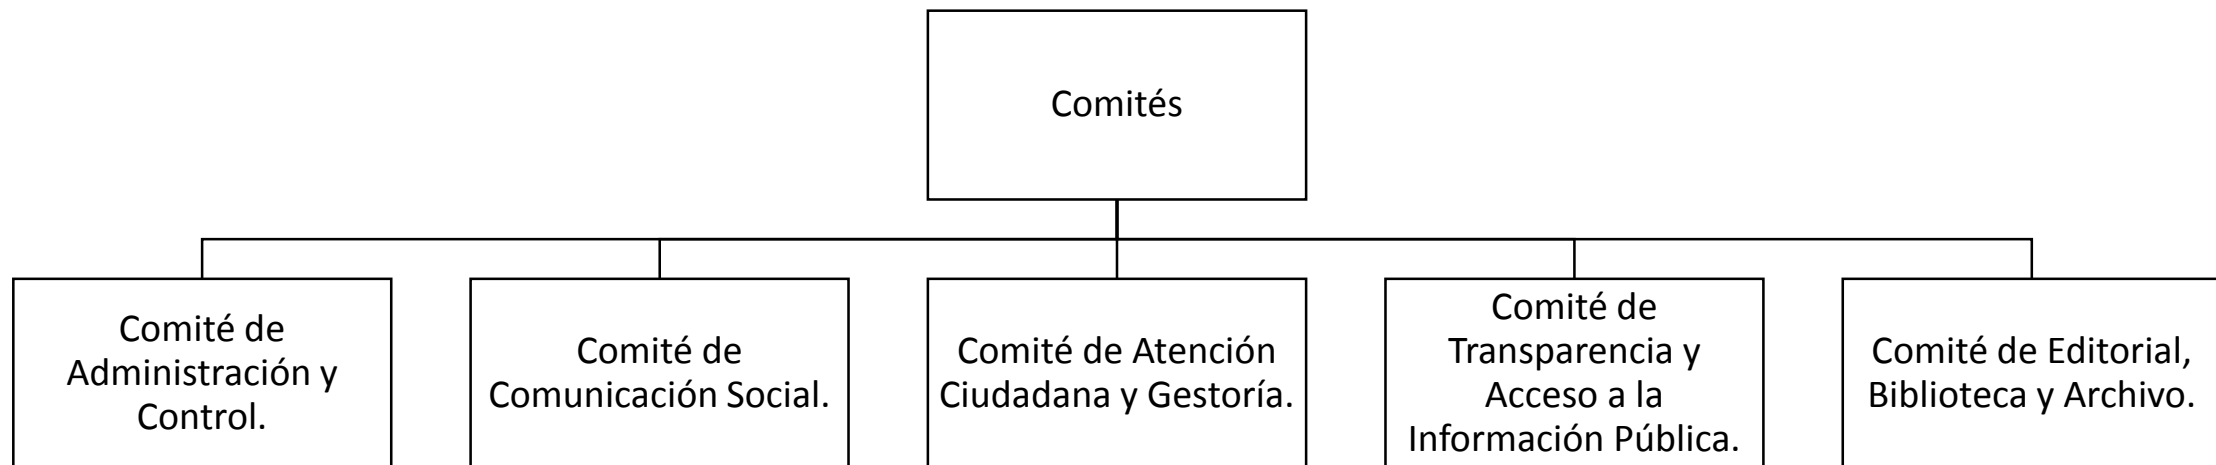 Comités
Comité de
Administración y
Control.
Comité de
Comunicación Social.
Comité de Atención
Ciudadana y Gestoría.
Comité de
Transparencia y
Acceso a la
Información Pública.
Comité de Editorial,
Biblioteca y Archivo.